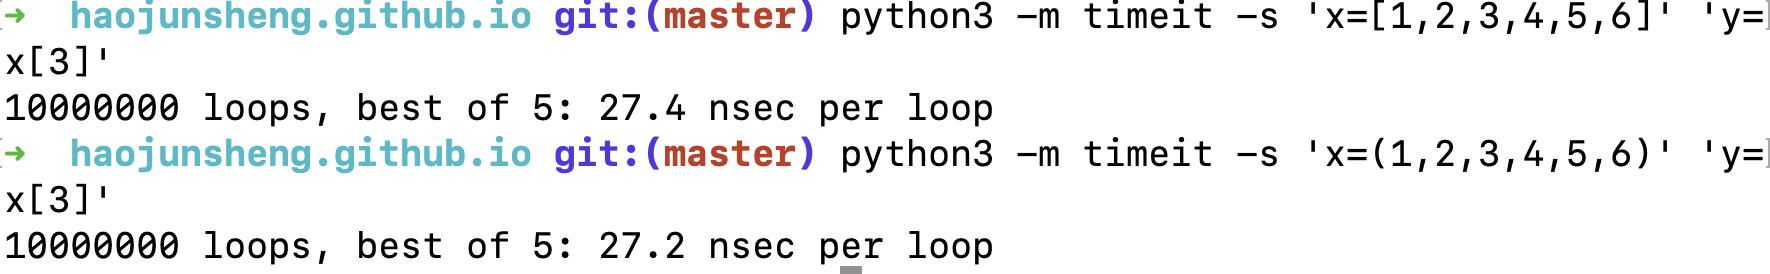 ➜  haojunsheng.github.io git:(master) python3 -m timeit -s 'x=[1,2,3,4,5,6]' 'y=
x[3]'
10000000 loops, best of 5: 27.4 nsec per loop
➜  haojunsheng.github.io git:(master) python3 -m timeit -s 'x=(1,2,3,4,5,6)' 'y=
x[3]'
10000000 loops, best of 5: 27.2 nsec per loop